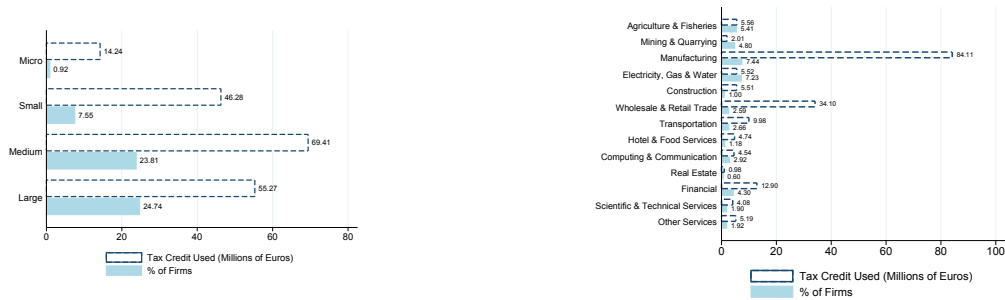 Micro
14.24
0.92
Small
46.28
7.55
Medium
69.41
23.81
Large
55.27
24.74
0 20 40 60 80
Tax Credit Used (Millions of Euros)
% of Firms
Agriculture & Fisheries
5.56
5.41
Mining & Quarrying
2.01
4.80
Manufacturing
84.11
7.44
Electricity, Gas & Water
5.52
7.23
Construction
5.51
1.00
Wholesale & Retail Trade
34.10
2.59
Transportation
9.98
2.66
Hotel & Food Services
4.74
1.18
Computing & Communication
4.54
2.92
Real Estate
0.98
0.60
Financial
12.90
4.30
Scientific & Technical Services
4.08
1.90
Other Services
5.19
1.92
0 20 40 60 80 100
Tax Credit Used (Millions of Euros)
% of Firms